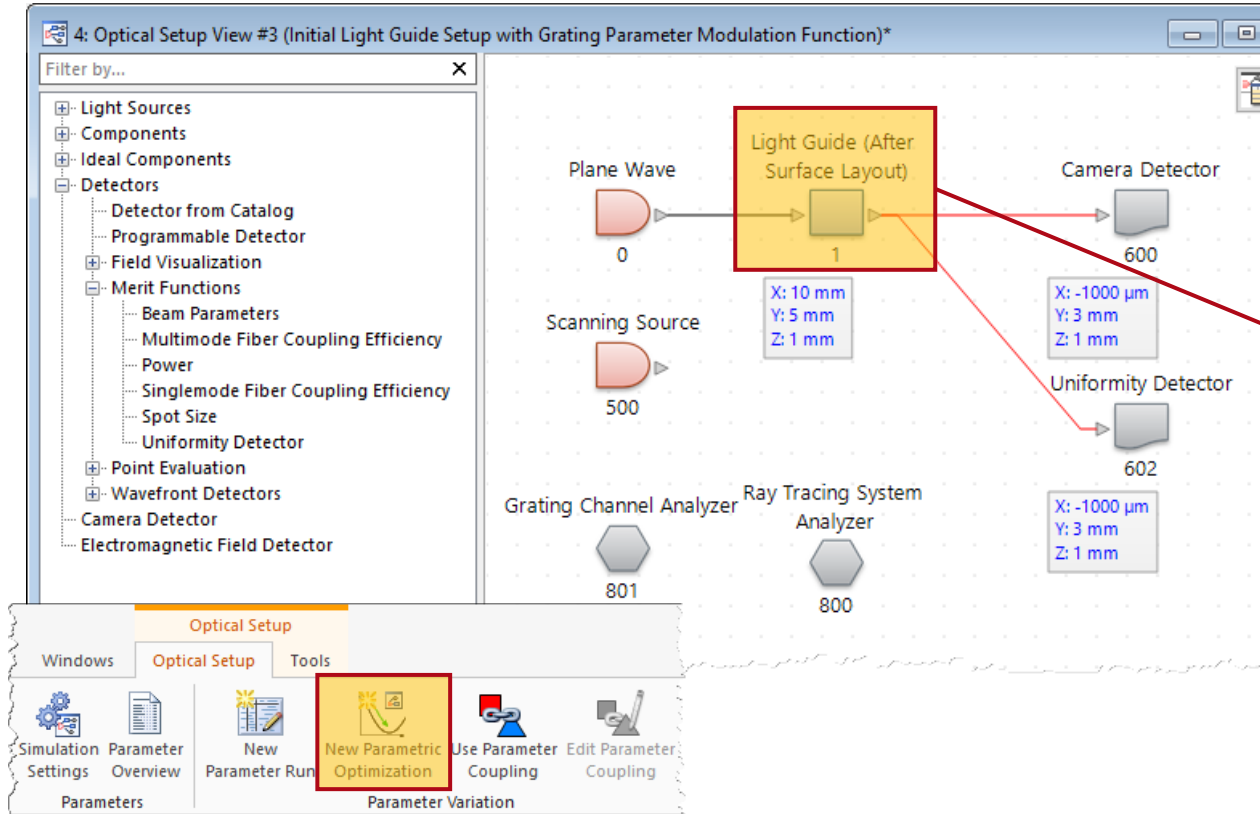 4: Optical Setup View #3 (Initial Light Guide Setup with Grating Parameter Modulation Function)*
Filter by...
Light Sources
Components
Ideal Components
Detectors
Detector from Catalog
Programmable Detector
Field Visualization
Merit Functions
Beam Parameters
Multimode Fiber Coupling Efficiency
Power
Singlemode Fiber Coupling Efficiency
Spot Size
Uniformity Detector
Point Evaluation
Wavefront Detectors
Camera Detector
Electromagnetic Field Detector
Plane Wave
0
Light Guide (After
Surface Layout)
1
X: 10 mm
Y: 5 mm
Z: 1 mm
Camera Detector
600
X: -1000 µm
Y: 3 mm
Z: 1 mm
Scanning Source
500
Uniformity Detector
602
X: -1000 µm
Y: 3 mm
Z: 1 mm
Grating Channel Analyzer
801
Ray Tracing System
Analyzer
800
Optical Setup
Windows Optical Setup Tools
Simulation
Settings
Parameter
Overview
New
Parameter Run
New Parametric
Optimization
Use Parameter
Coupling
Edit Parameter
Coupling
Parameters
Parameter Variation